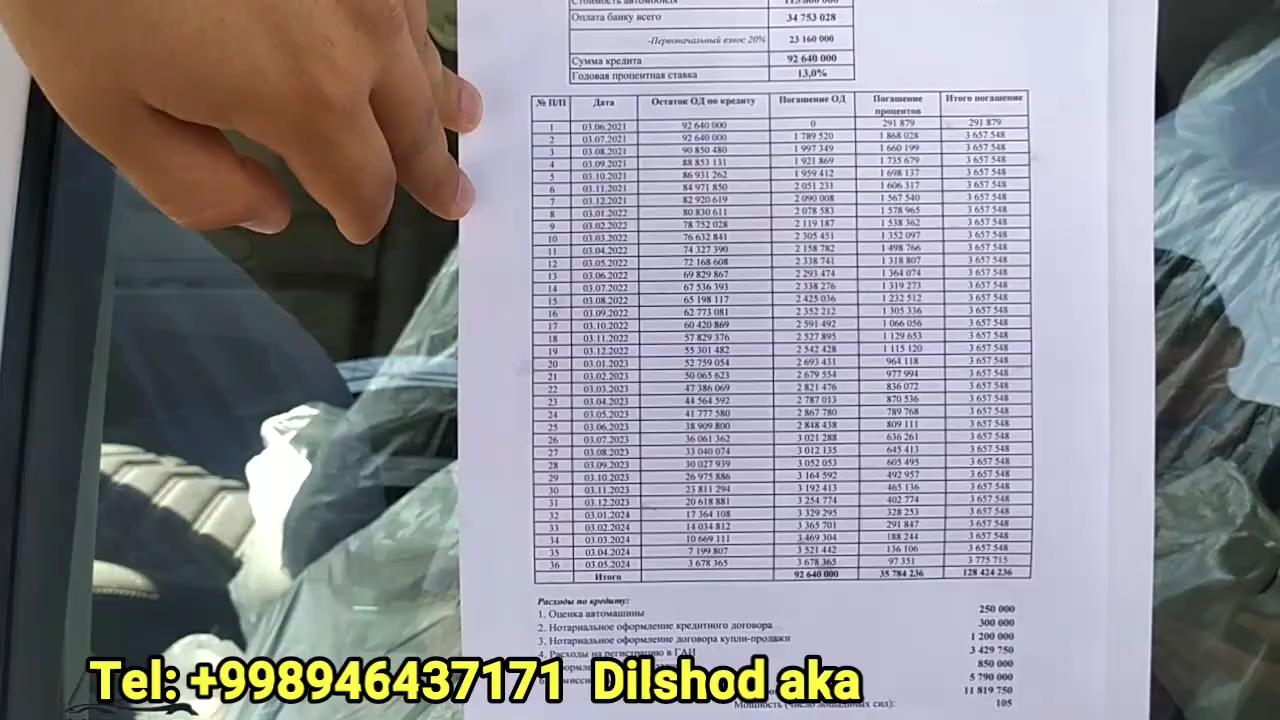 Стоимость автомобиля 115 800 000
Оплата банку всего 34 753 028
-Первоначальный взнос 20% 23 160 000
Сумма кредита 92 640 000
Годовая процентная ставка 13,0%
№ П/П Дата Остаток ОД по кредиту Погашение ОД Погашение процентов Итого погашение
1 03.06.2021 92 640 000 0 291 879 291 879
2 03.07.2021 92 640 000 1 789 520 1 868 028 3 657 548
3 03.08.2021 90 850 480 1 997 349 1 660 199 3 657 548
4 03.09.2021 88 853 131 1 921 869 1 735 679 3 657 548
5 03.10.2021 86 931 262 1 959 412 1 698 137 3 657 548
6 03.11.2021 84 971 850 2 051 231 1 606 317 3 657 548
7 03.12.2021 82 920 619 2 090 008 1 567 540 3 657 548
8 03.01.2022 80 830 611 2 078 583 1 578 965 3 657 548
9 03.02.2022 78 752 028 2 119 187 1 538 362 3 657 548
10 03.03.2022 76 632 841 2 305 451 1 352 097 3 657 548
11 03.04.2022 74 327 390 2 158 782 1 498 766 3 657 548
12 03.05.2022 72 168 608 2 338 741 1 318 807 3 657 548
13 03.06.2022 69 829 867 2 293 474 1 364 074 3 657 548
14 03.07.2022 67 536 393 2 338 276 1 319 273 3 657 548
15 03.08.2022 65 198 117 2 425 036 1 232 512 3 657 548
16 03.09.2022 62 773 081 2 352 212 1 305 336 3 657 548
17 03.10.2022 60 420 869 2 591 492 1 066 056 3 657 548
18 03.11.2022 57 829 376 2 527 895 1 129 653 3 657 548
19 03.12.2022 55 301 482 2 542 428 1 115 120 3 657 548
20 03.01.2023 52 759 054 2 693 431 964 118 3 657 548
21 03.02.2023 50 065 623 2 679 554 977 994 3 657 548
22 03.03.2023 47 386 069 2 821 476 836 072 3 657 548
23 03.04.2023 44 564 592 2 787 013 870 536 3 657 548
24 03.05.2023 41 777 580 2 867 780 789 768 3 657 548
25 03.06.2023 38 909 800 2 848 438 809 111 3 657 548
26 03.07.2023 36 061 362 3 021 288 636 261 3 657 548
27 03.08.2023 33 040 074 3 012 135 645 413 3 657 548
28 03.09.2023 30 027 939 3 052 053 605 495 3 657 548
29 03.10.2023 26 975 886 3 164 592 492 957 3 657 548
30 03.11.2023 23 811 294 3 192 413 465 136 3 657 548
31 03.12.2023 20 618 881 3 254 774 402 774 3 657 548
32 03.01.2024 17 364 108 3 329 295 328 253 3 657 548
33 03.02.2024 14 034 812 3 365 701 291 847 3 657 548
34 03.03.2024 10 669 111 3 469 304 188 244 3 657 548
35 03.04.2024 7 199 807 3 521 442 136 106 3 657 548
36 03.05.2024 3 678 365 3 678 365 97 351 3 775 715
Итого 92 640 000 35 784 236 128 424 236
Расходы по кредиту:
1. Оценка автомашины 250 000
2. Нотариальное оформление кредитного договора 300 000
3. Нотариальное оформление договора купли-продажи 1 200 000
4. Расходы на регистрацию в ГАИ 3 429 750
850 000
5 790 000
11 819 750
Мощность (число лошадиных сил): 105
Tel: +998946437171 Dilshod aka